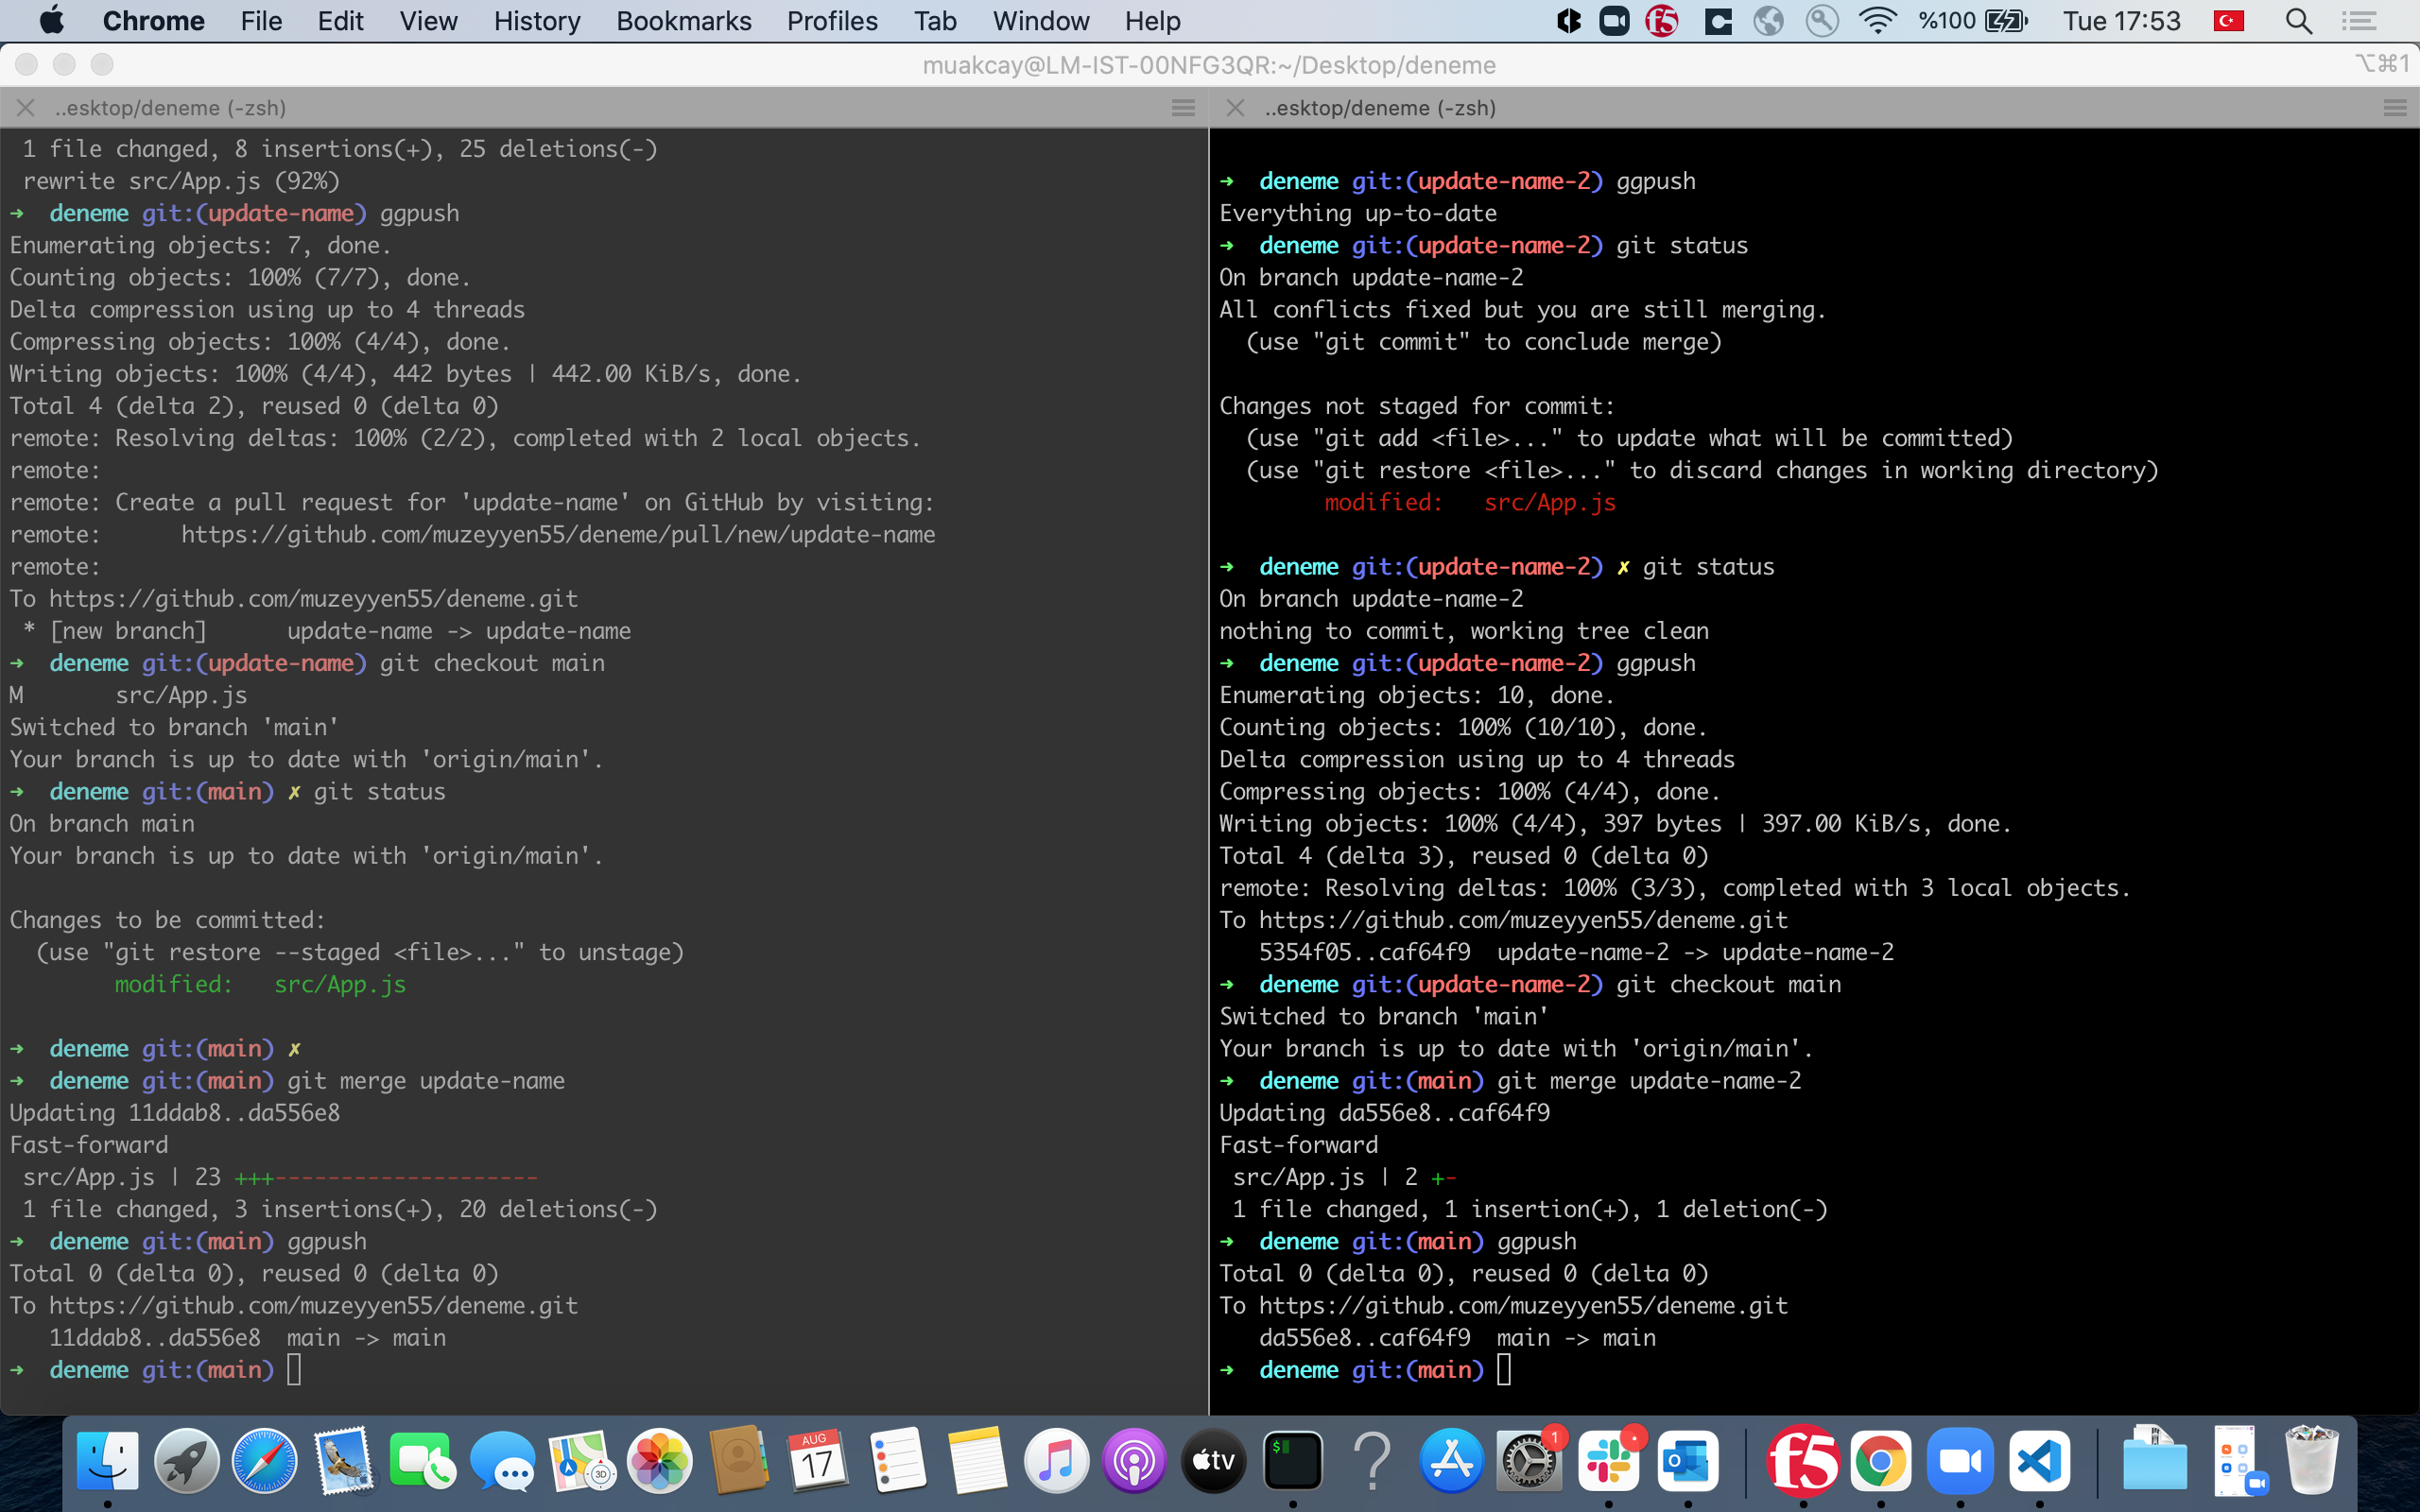 Chrome File Edit View History Bookmarks Profiles Tab Window Help %100 Tue 17:53
muakcay@LM-IST-00NFG3QR:~/Desktop/deneme ⌥⌘1
..esktop/deneme (-zsh)
1 file changed, 8 insertions(+), 25 deletions(-)
rewrite src/App.js (92%)
➜ deneme git:(update-name) ggpush
Enumerating objects: 7, done.
Counting objects: 100% (7/7), done.
Delta compression using up to 4 threads
Compressing objects: 100% (4/4), done.
Writing objects: 100% (4/4), 442 bytes | 442.00 KiB/s, done.
Total 4 (delta 2), reused 0 (delta 0)
remote: Resolving deltas: 100% (2/2), completed with 2 local objects.
remote:
remote: Create a pull request for 'update-name' on GitHub by visiting:
remote:      https://github.com/muzeyyen55/deneme/pull/new/update-name
remote:
To https://github.com/muzeyyen55/deneme.git
* [new branch]      update-name -> update-name
➜ deneme git:(update-name) git checkout main
M       src/App.js
Switched to branch 'main'
Your branch is up to date with 'origin/main'.
➜ deneme git:(main) ✗ git status
On branch main
Your branch is up to date with 'origin/main'.
Changes to be committed:
(use "git restore --staged <file>..." to unstage)
modified:   src/App.js
➜ deneme git:(main) ✗
➜ deneme git:(main) git merge update-name
Updating 11ddab8..da556e8
Fast-forward
src/App.js | 23 +++--------------------
1 file changed, 3 insertions(+), 20 deletions(-)
➜ deneme git:(main) ggpush
Total 0 (delta 0), reused 0 (delta 0)
To https://github.com/muzeyyen55/deneme.git
11ddab8..da556e8  main -> main
➜ deneme git:(main)
..esktop/deneme (-zsh)
➜ deneme git:(update-name-2) ggpush
Everything up-to-date
➜ deneme git:(update-name-2) git status
On branch update-name-2
All conflicts fixed but you are still merging.
(use "git commit" to conclude merge)
Changes not staged for commit:
(use "git add <file>..." to update what will be committed)
(use "git restore <file>..." to discard changes in working directory)
modified:   src/App.js
➜ deneme git:(update-name-2) ✗ git status
On branch update-name-2
nothing to commit, working tree clean
➜ deneme git:(update-name-2) ggpush
Enumerating objects: 10, done.
Counting objects: 100% (10/10), done.
Delta compression using up to 4 threads
Compressing objects: 100% (4/4), done.
Writing objects: 100% (4/4), 397 bytes | 397.00 KiB/s, done.
Total 4 (delta 3), reused 0 (delta 0)
remote: Resolving deltas: 100% (3/3), completed with 3 local objects.
To https://github.com/muzeyyen55/deneme.git
5354f05..caf64f9  update-name-2 -> update-name-2
➜ deneme git:(update-name-2) git checkout main
Switched to branch 'main'
Your branch is up to date with 'origin/main'.
➜ deneme git:(main) git merge update-name-2
Updating da556e8..caf64f9
Fast-forward
src/App.js | 2 +-
1 file changed, 1 insertion(+), 1 deletion(-)
➜ deneme git:(main) ggpush
Total 0 (delta 0), reused 0 (delta 0)
To https://github.com/muzeyyen55/deneme.git
da556e8..caf64f9  main -> main
➜ deneme git:(main)
AUG
17
3D
tv
$
?
1
f5